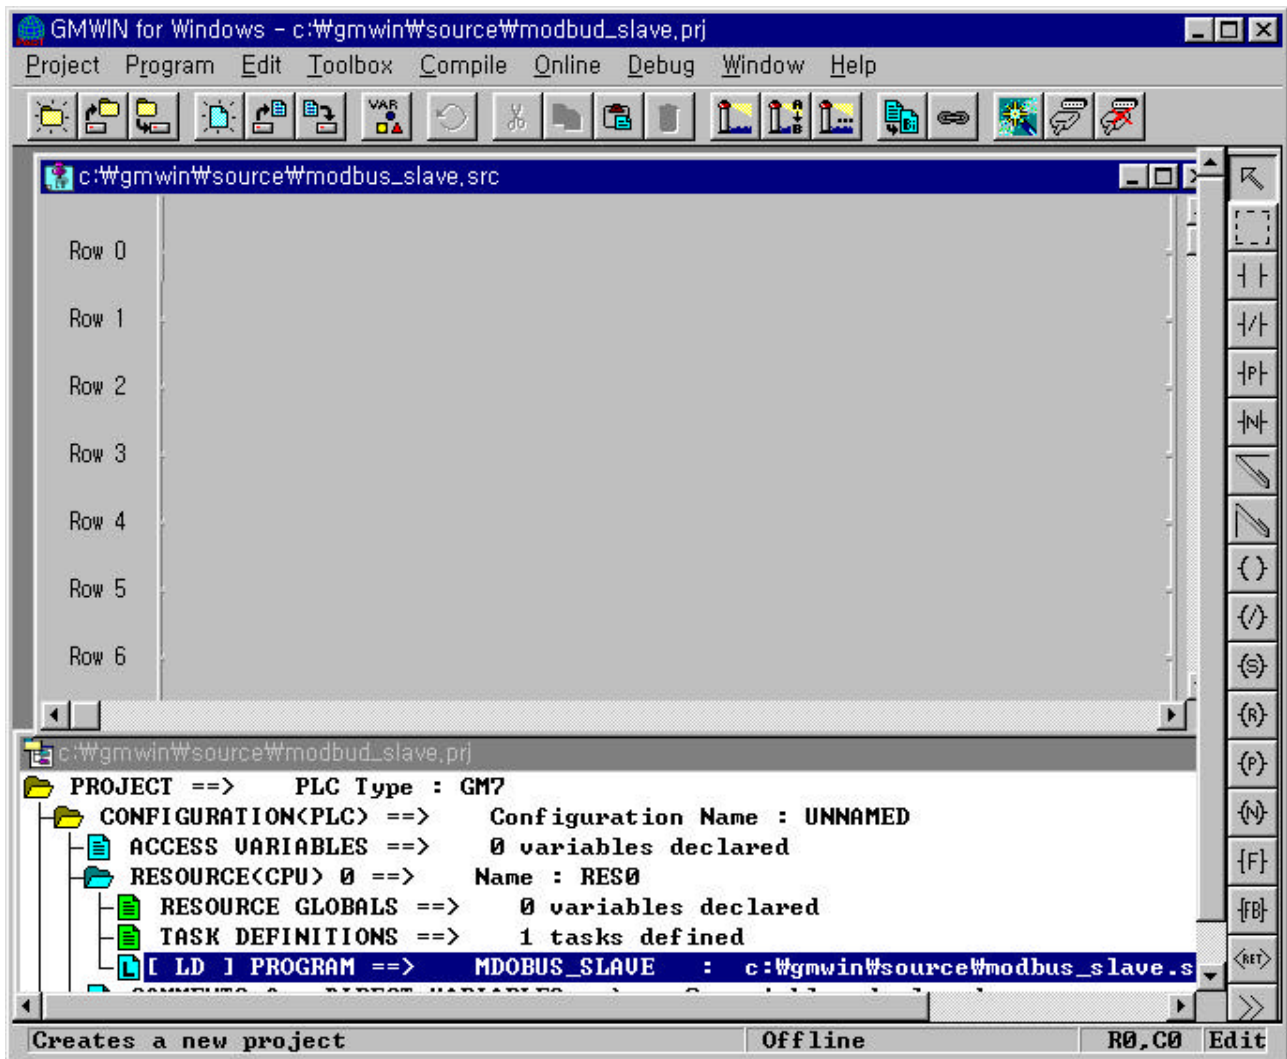 GMWIN for Windows - c:₩gmwin₩source₩modbud_slave,prj
Project Program Edit Toolbox Compile Online Debug Window Help
VAR
A
B
c:₩gmwin₩source₩modbus_slave,src
Row 0
Row 1
Row 2
Row 3
Row 4
Row 5
Row 6
P
N
(S)
(R)
(P)
(N)
{F}
{FB}
<RET>
c:₩gmwin₩source₩modbud_slave,prj
PROJECT ==> PLC Type : GM7
CONFIGURATION(PLC) ==> Configuration Name : UNNAMED
ACCESS VARIABLES ==> 0 variables declared
RESOURCE(CPU) 0 ==> Name : RES0
RESOURCE GLOBALS ==> 0 variables declared
TASK DEFINITIONS ==> 1 tasks defined
L [ LD ] PROGRAM ==> MDOBUS_SLAVE : c:₩gmwin₩source₩modbus_slave.s
Creates a new project Offline R0,C0 Edit